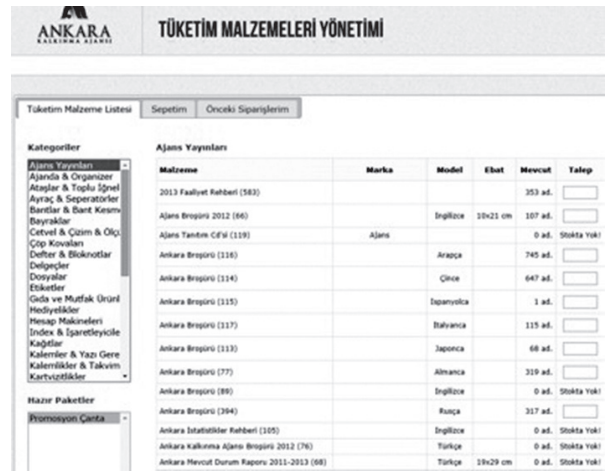 ANKARA
KALKINMA AJANSI
TÜKETİM MALZEMELERİ YÖNETİMİ
Tüketim Malzeme Listesi Sepetim Önceki Siparişlerim
Kategoriler
Ajans Yayınları
Ajanda & Organizer
Ataşlar & Toplu İğnel
Ayraç & Seperatörler
Bantlar & Bant Kesme
Bayraklar
Cetvel & Çizim & Ölçü
Çöp Kovaları
Defter & Bloknotlar
Delgeçler
Dosyalar
Etiketler
Gıda ve Mutfak Ürünl
Hediyelikler
Hesap Makineleri
Index & İşaretleyicile
Kağıtlar
Kalemler & Yazı Gere
Kalemlikler & Takvim
Kartvizitlikler
Hazır Paketler
Promosyon Çanta
Ajans Yayınları
Malzeme Marka Model Ebat Mevcut Talep
2013 Faaliyet Rehberi (583) 353 ad.
Ajans Broşürü 2012 (66) İngilizce 10x21 cm 107 ad.
Ajans Tanıtım Cd'si (119) Ajans 0 ad. Stokta Yok!
Ankara Broşürü (116) Arapça 745 ad.
Ankara Broşürü (114) Çince 647 ad.
Ankara Broşürü (115) İspanyolca 1 ad.
Ankara Broşürü (117) İtalyanca 115 ad.
Ankara Broşürü (113) Japonca 68 ad.
Ankara Broşürü (77) Almanca 319 ad.
Ankara Broşürü (89) İngilizce 0 ad. Stokta Yok!
Ankara Broşürü (394) Rusça 317 ad.
Ankara İstatistikler Rehberi (105) İngilizce 0 ad. Stokta Yok!
Ankara Kalkınma Ajansı Broşürü 2012 (76) Türkçe 0 ad. Stokta Yok!
Ankara Mevcut Durum Raporu 2011-2013 (68) Türkçe 19x29 cm 0 ad. Stokta Yok!